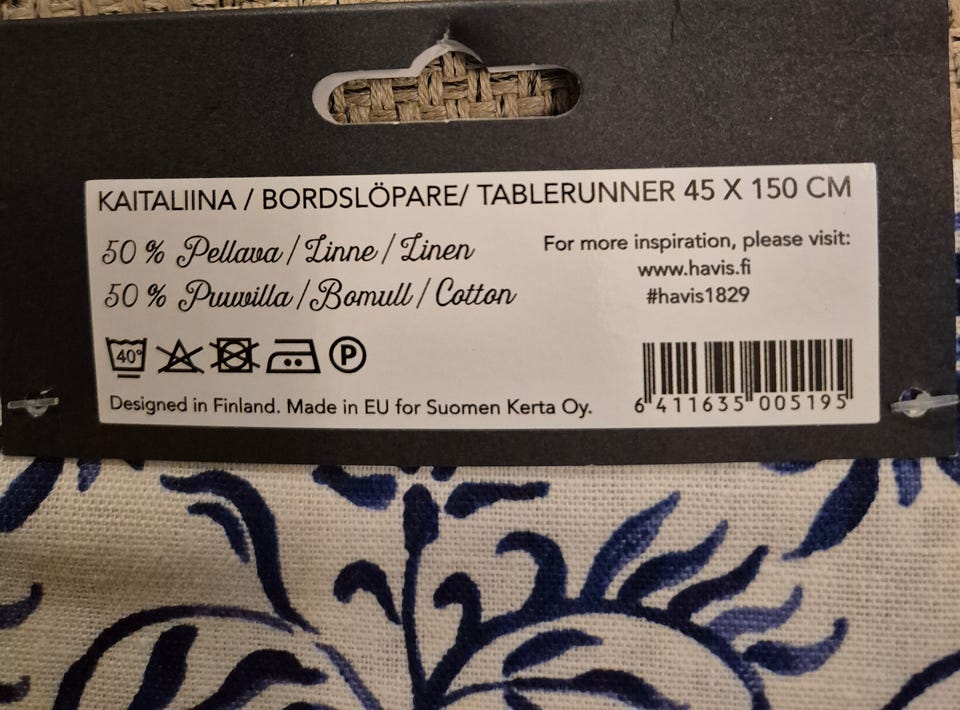 KAITALIINA / BORDSLÖPARE/ TABLERUNNER 45 X 150 CM
50 % Pellava / Linne / Linen
50 % Puuvilla / Bomull / Cotton
For more inspiration, please visit:
www.havis.fi
#havis1829
40°
P
Designed in Finland. Made in EU for Suomen Kerta Oy.
6 411635 005195